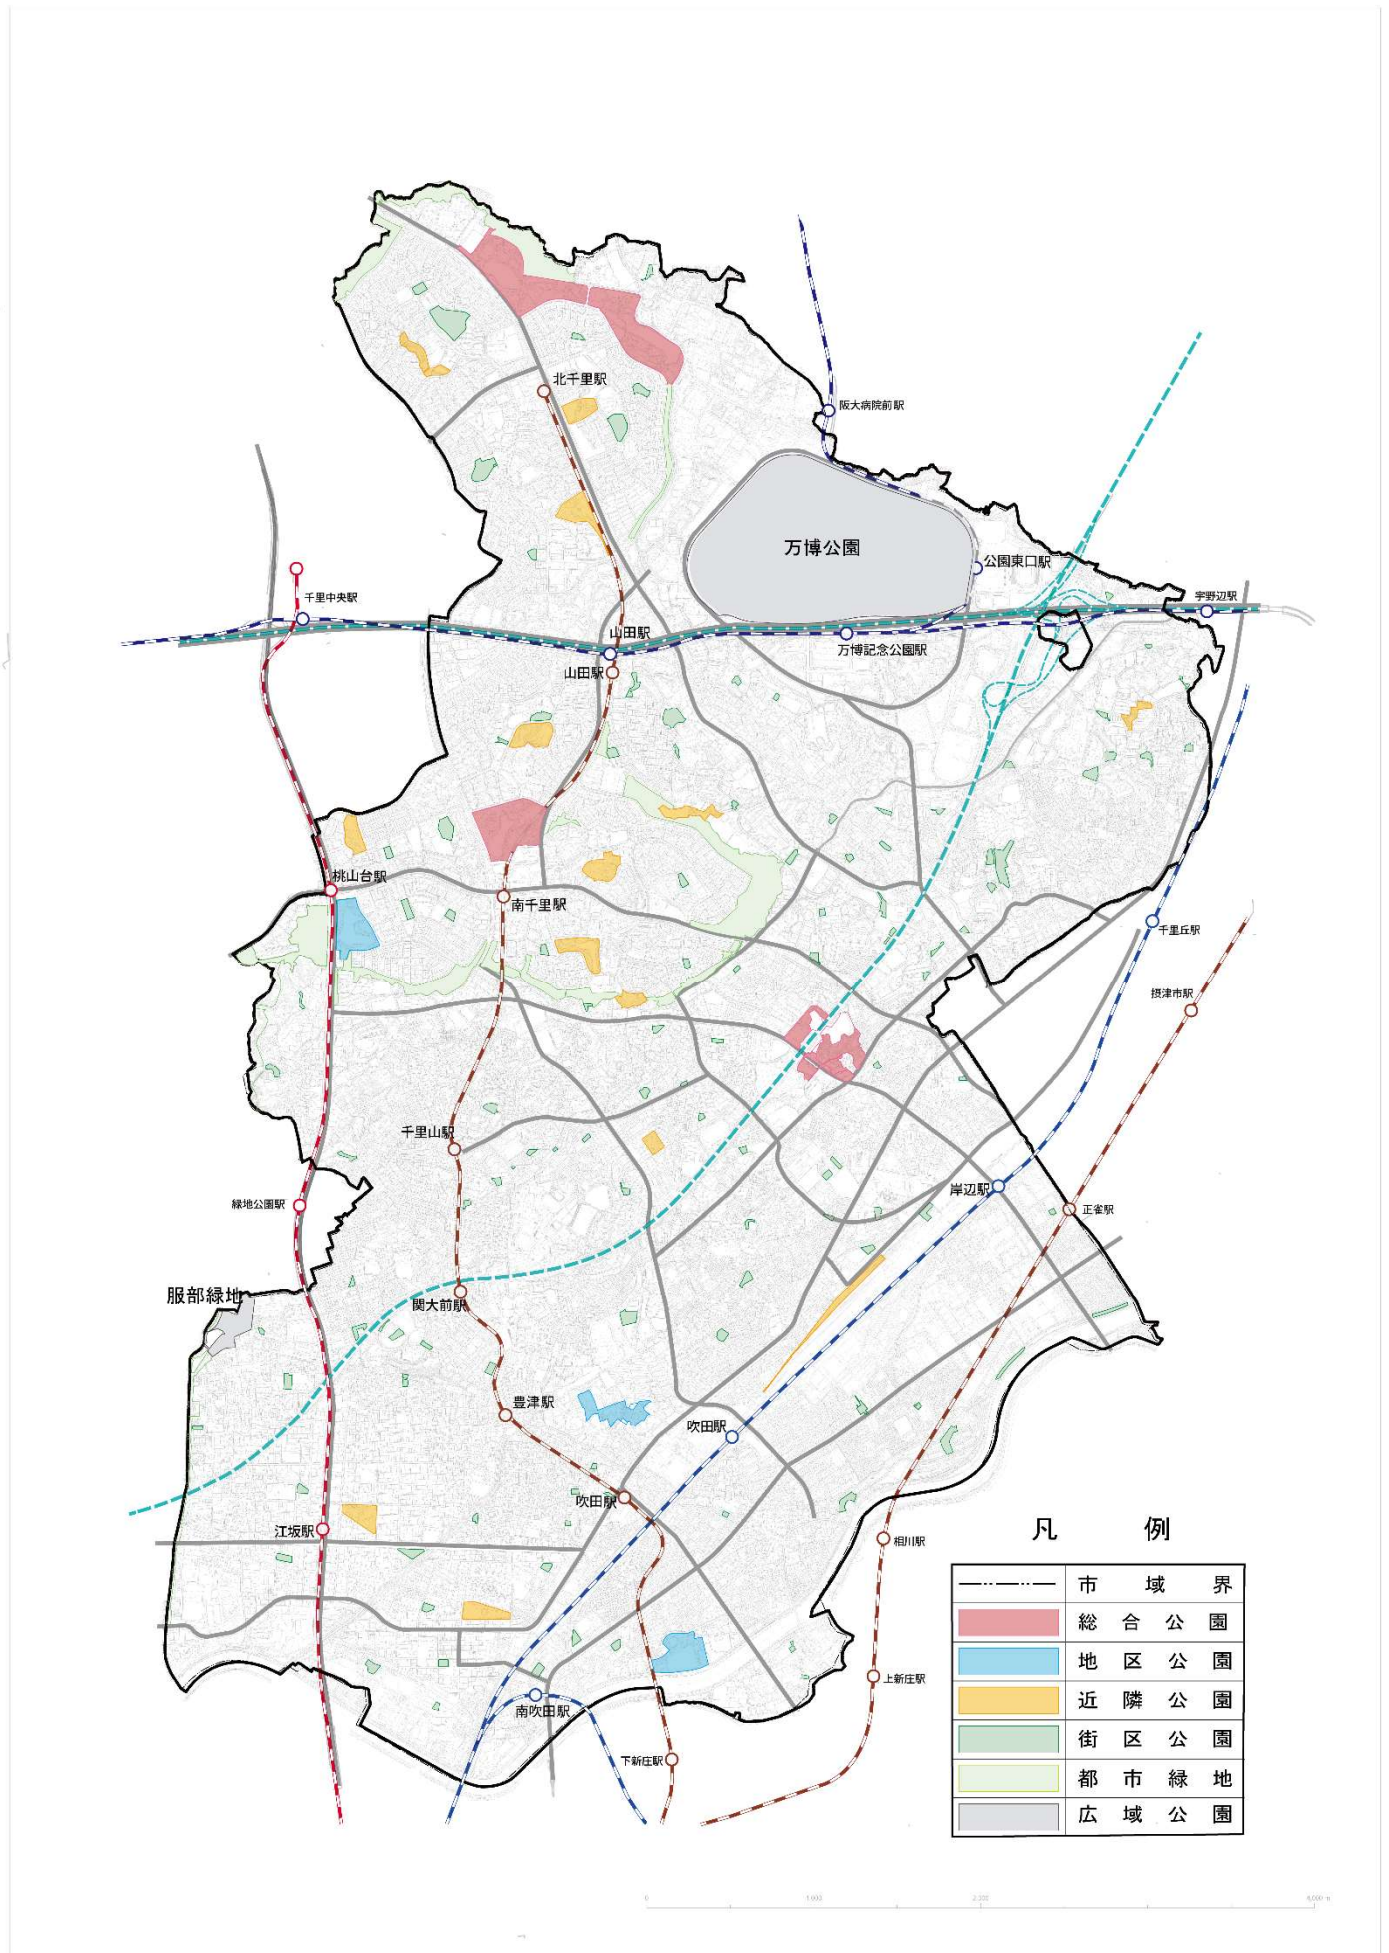 北千里駅
阪大病院前駅
万博公園
公園東口駅
千里中央駅
宇野辺駅
山田駅
万博記念公園駅
山田駅
桃山台駅
南千里駅
千里丘駅
摂津市駅
千里山駅
岸辺駅
緑地公園駅
正雀駅
服部緑地
関大前駅
豊津駅
吹田駅
吹田駅
江坂駅
相川駅
上新庄駅
南吹田駅
下新庄駅
凡例
市域界
総合公園
地区公園
近隣公園
街区公園
都市緑地
広域公園
0 1,000 2,000 4,000 m